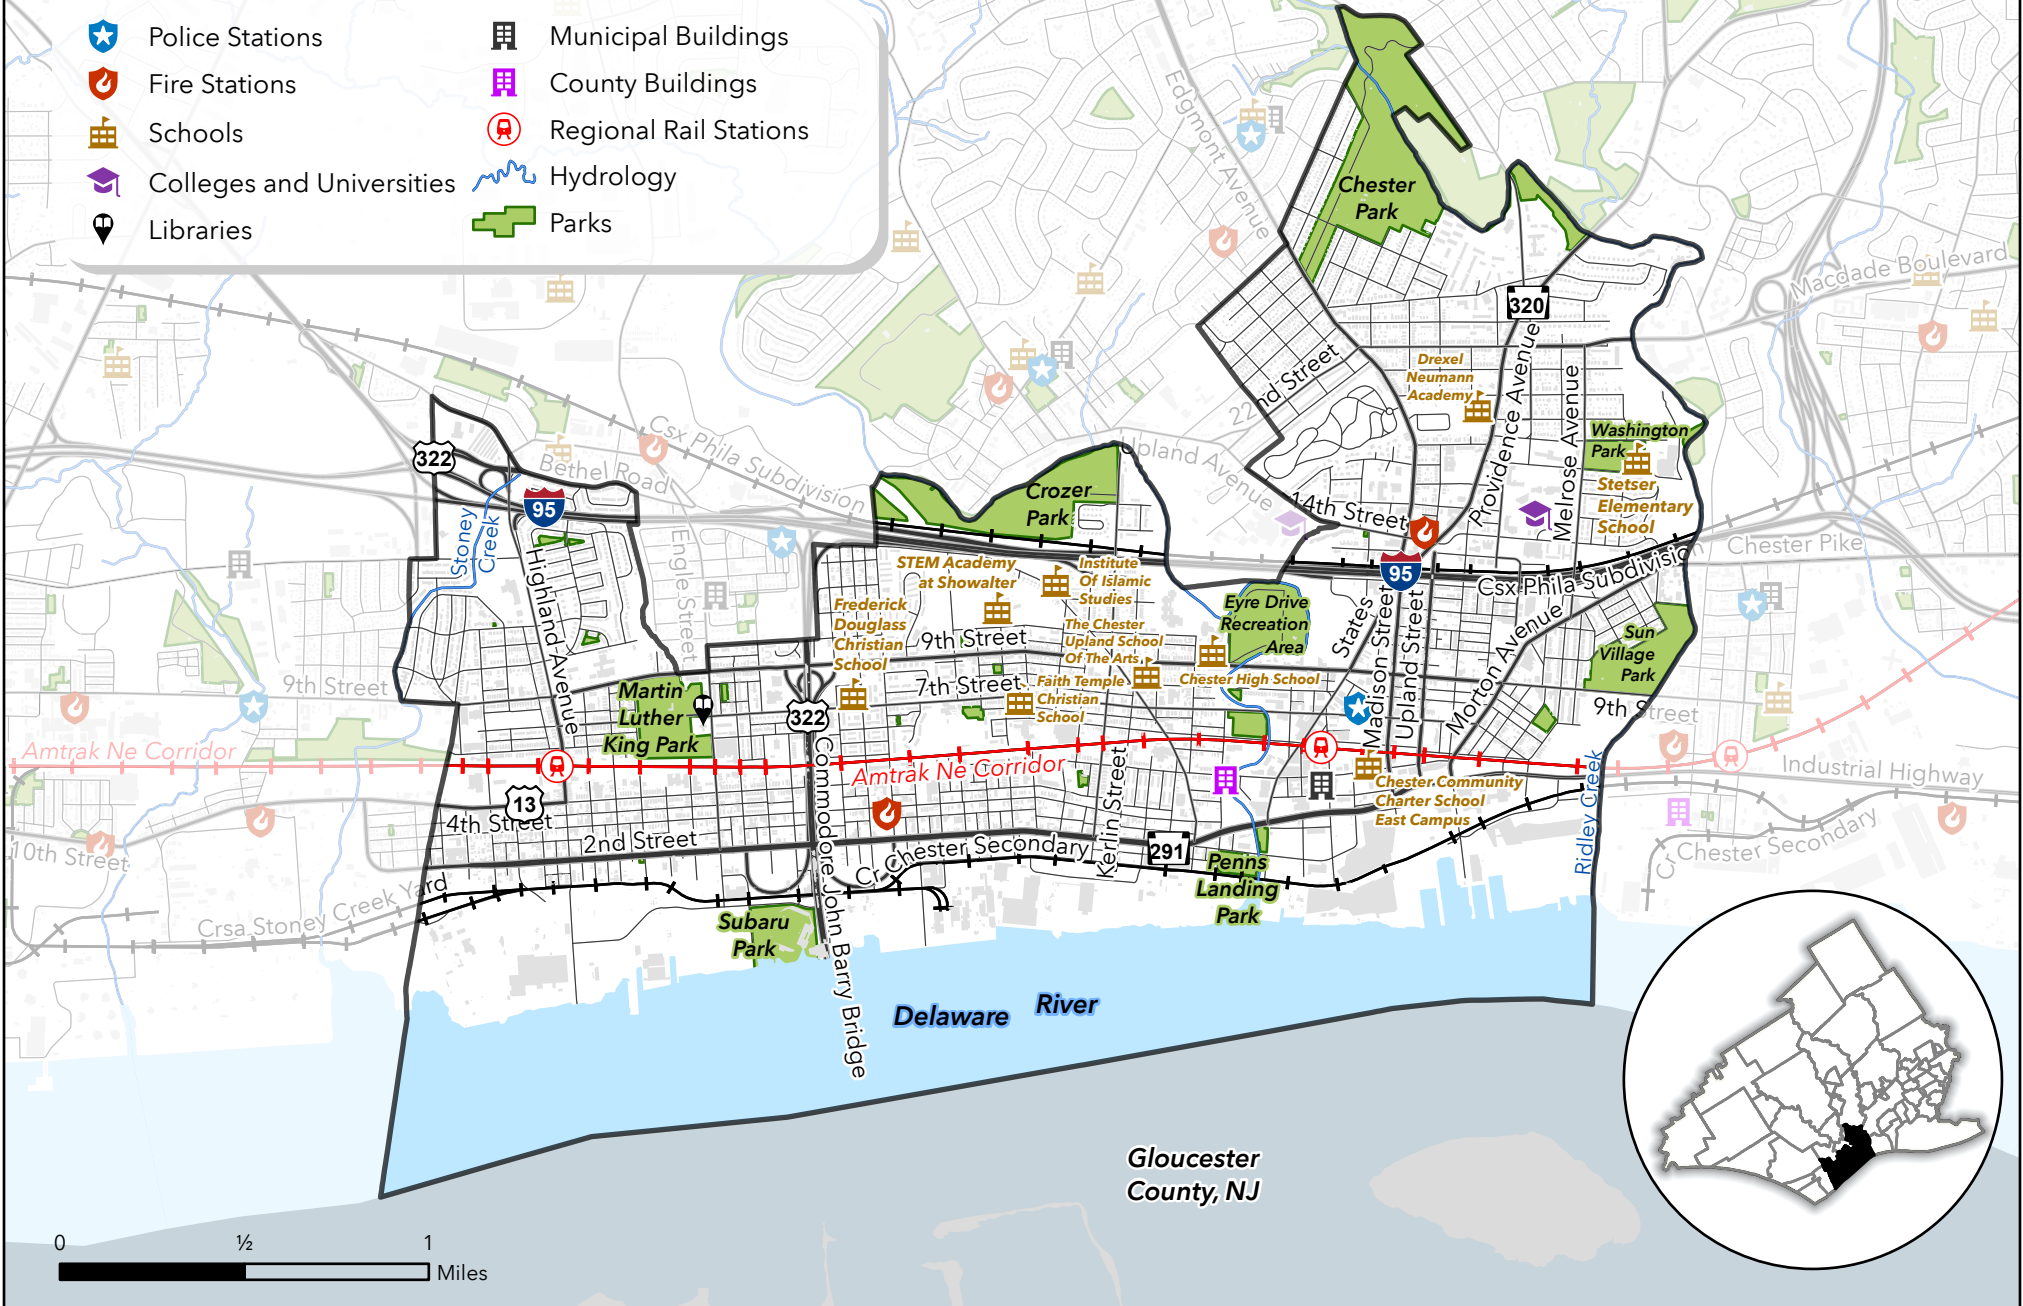 Police Stations
Fire Stations
Schools
Colleges and Universities
Libraries
Municipal Buildings
County Buildings
Regional Rail Stations
Hydrology
Parks
Edgmont Avenue
Chester
Park
320
Macdade Boulevard
22nd Street
Drexel
Neumann
Academy
Providence Avenue
Melrose Avenue
Washington
Park
Stetser
Elementary
School
322
Bethel Road
Csx Phila Subdivision
Upland Avenue
Crozer
Park
14th Street
95
Stoney
Creek
Highland Avenue
Engle Street
STEM Academy
at Showalter
Institute
Of Islamic
Studies
95
Csx Phila Subdivision
Chester Pike
Frederick
Douglass
Christian
School
9th Street
The Chester
Upland School
Of The Arts
Eyre Drive
Recreation
Area
States
Madison Street
Upland Street
Morton Avenue
Sun
Village
Park
9th Street
Martin
Luther
King Park
7th Street
Faith Temple
Christian
School
Chester High School
9th Street
322
Amtrak Ne Corridor
Amtrak Ne Corridor
Commodore John Barry Bridge
Kerlin Street
Chester Community
Charter School
East Campus
Industrial Highway
Ridley Creek
13
4th Street
2nd Street
10th Street
Cr Chester Secondary
291
Penns
Landing
Park
Cr Chester Secondary
Crsa Stoney Creek Yard
Subaru
Park
Delaware River
Gloucester
County, NJ
0 ½ 1
Miles